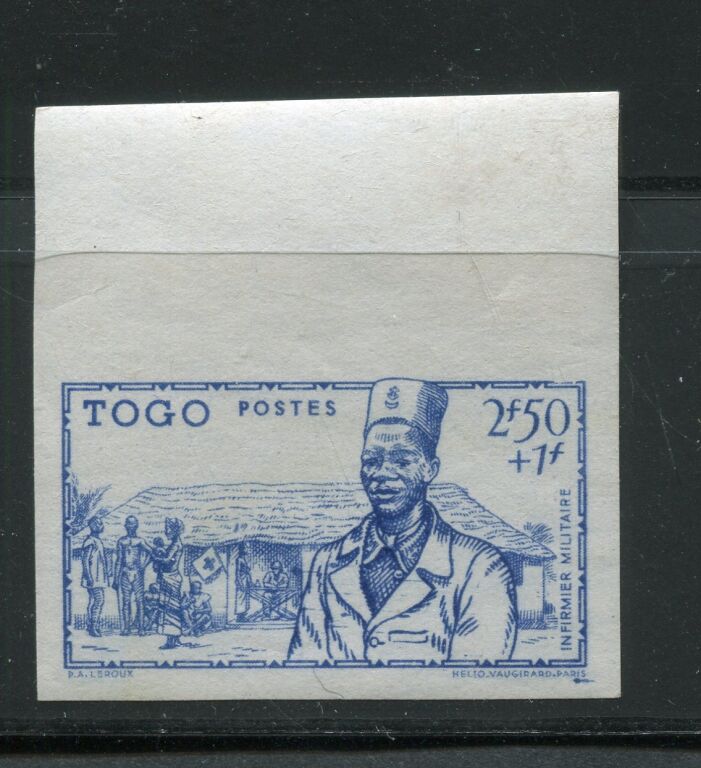 TOGO POSTES 2f50
+1f
INFIRMIER MILITAIRE
P.A. LEROUX HELIO.VAUGIRARD.PARIS